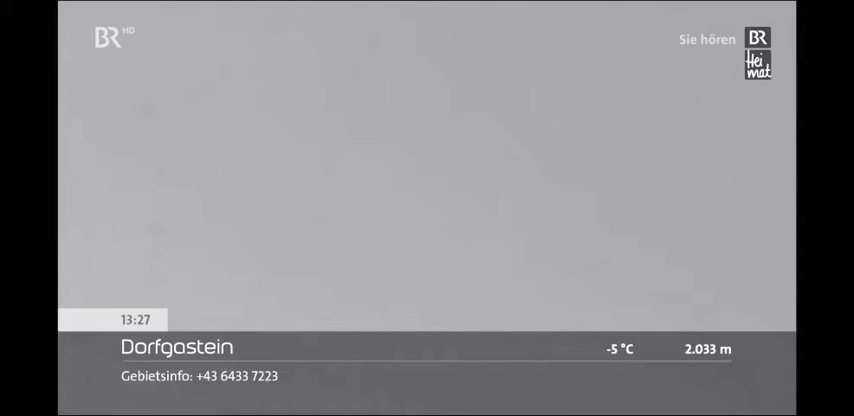 BR HD
Sie hören BR
Hei
mat
13:27
Dorfgastein -5 °C 2.033 m
Gebietsinfo: +43 6433 7223